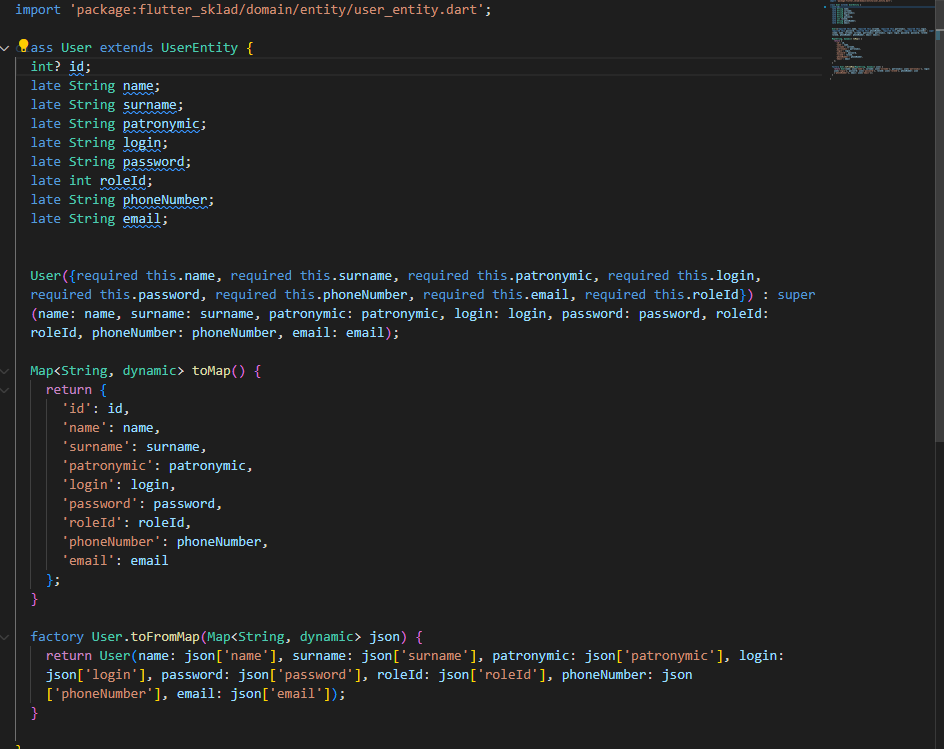 import 'package:flutter_sklad/domain/entity/user_entity.dart';
ass User extends UserEntity {
int? id;
late String name;
late String surname;
late String patronymic;
late String login;
late String password;
late int roleId;
late String phoneNumber;
late String email;
User({required this.name, required this.surname, required this.patronymic, required this.login,
required this.password, required this.phoneNumber, required this.email, required this.roleId}) : super
(name: name, surname: surname, patronymic: patronymic, login: login, password: password, roleId:
roleId, phoneNumber: phoneNumber, email: email);
Map<String, dynamic> toMap() {
return {
'id': id,
'name': name,
'surname': surname,
'patronymic': patronymic,
'login': login,
'password': password,
'roleId': roleId,
'phoneNumber': phoneNumber,
'email': email
};
}
factory User.toFromMap(Map<String, dynamic> json) {
return User(name: json['name'], surname: json['surname'], patronymic: json['patronymic'], login:
json['login'], password: json['password'], roleId: json['roleId'], phoneNumber: json
['phoneNumber'], email: json['email']);
}